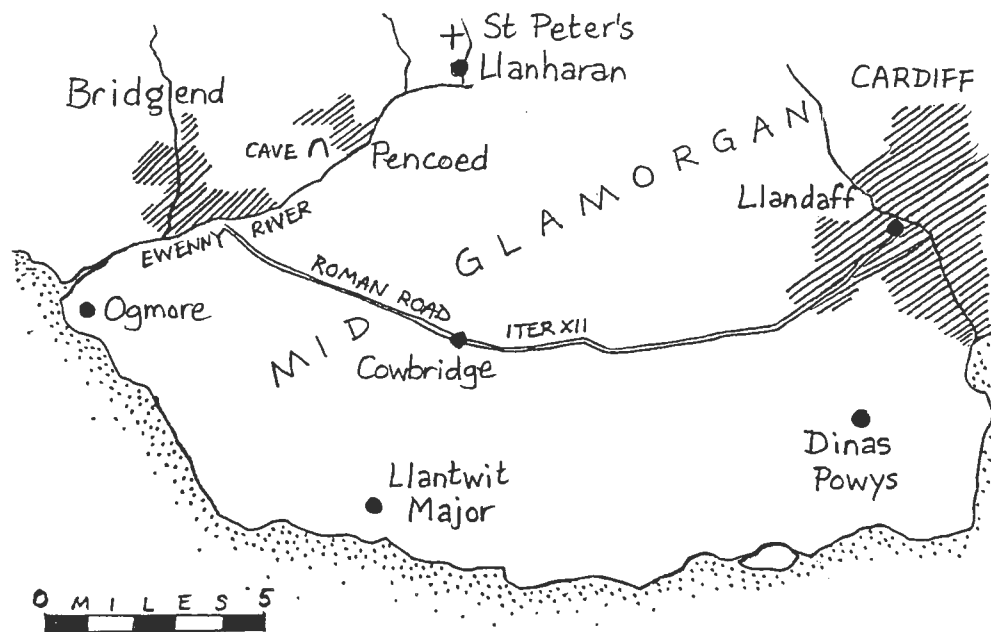 St Peter's
Llanharan
CARDIFF
Bridgend
CAVE
Pencoed
MID GLAMORGAN
Llandaff
EWENNY RIVER
ROMAN ROAD
ITER XII
Ogmore
Cowbridge
Dinas
Powys
Llantwit
Major
0 MILES 5